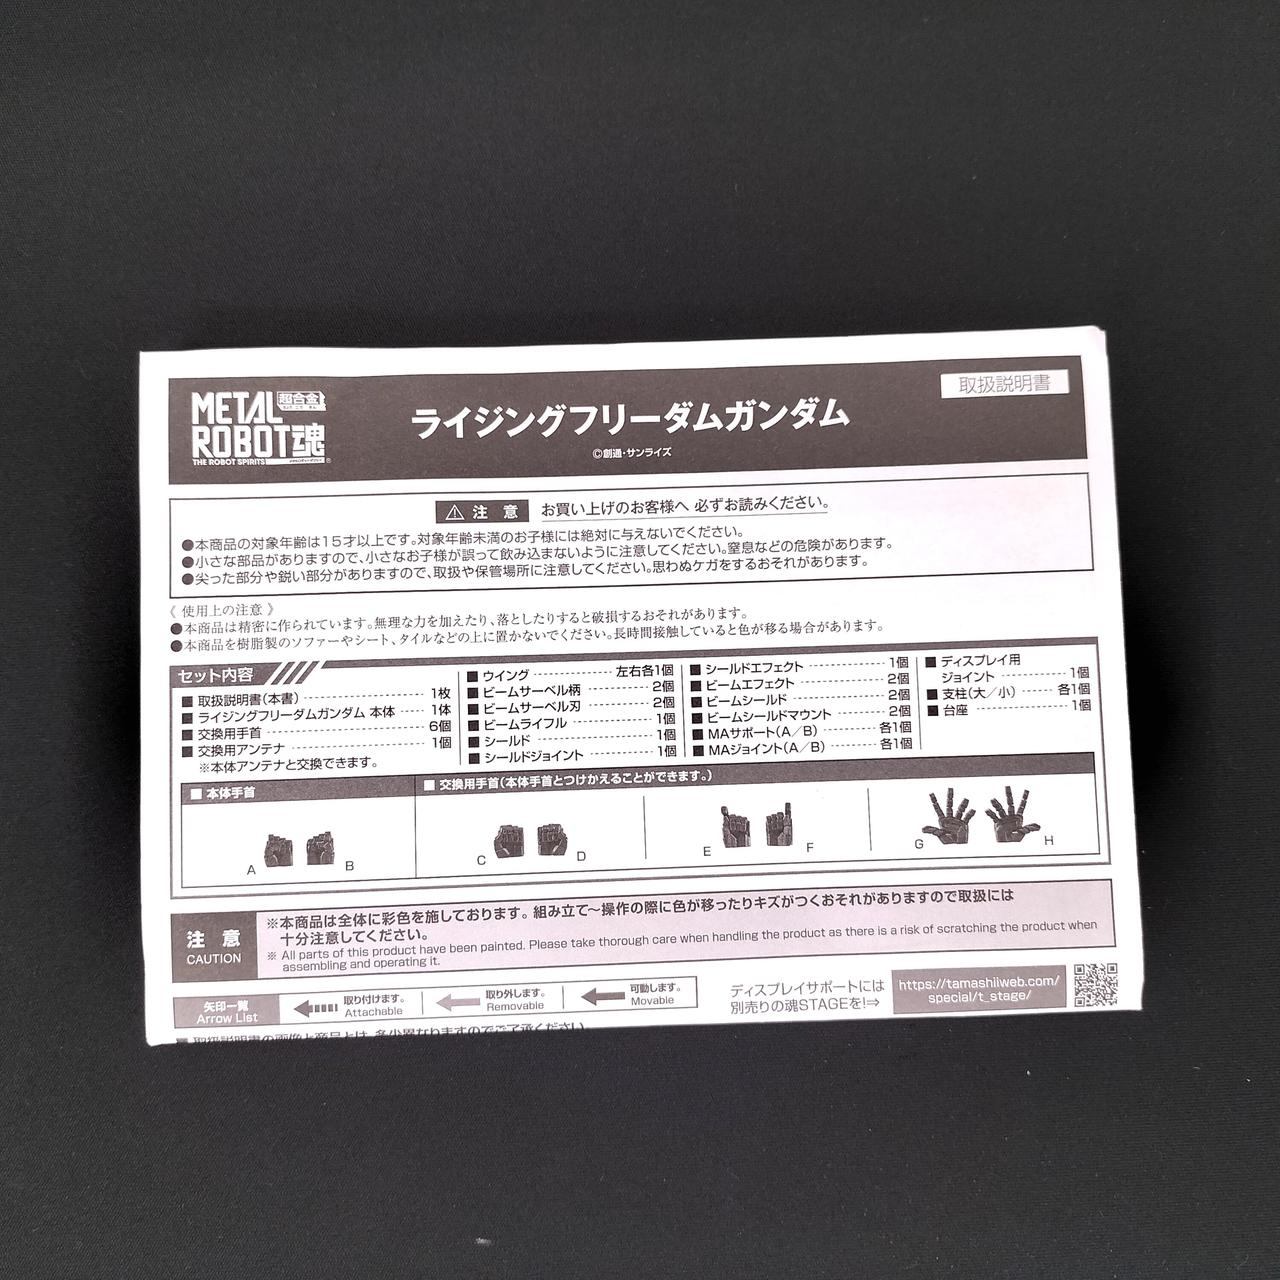 METAL 超合金
ROBOT魂
THE ROBOT SPIRITS
ライジングフリーダムガンダム
©創通・サンライズ
取扱説明書
⚠ 注 意 お買い上げのお客様へ 必ずお読みください。
●本商品の対象年齢は15才以上です。対象年齢未満のお子様には絶対に与えないでください。
●小さな部品がありますので、小さなお子様が誤って飲み込まないように注意してください。窒息などの危険があります。
●尖った部分や鋭い部分がありますので、取扱や保管場所に注意してください。思わぬケガをするおそれがあります。
《 使用上の注意 》
●本商品は精密に作られています。無理な力を加えたり、落としたりすると破損するおそれがあります。
●本商品を樹脂製のソファーやシート、タイルなどの上に置かないでください。長時間接触していると色が移る場合があります。
セット内容
■ 取扱説明書(本書) 1枚
■ ライジングフリーダムガンダム 本体 1体
■ 交換用手首 6個
■ 交換用アンテナ 1個
※本体アンテナと交換できます。
■ ウイング 左右各1個
■ ビームサーベル柄 2個
■ ビームサーベル刃 2個
■ ビームライフル 1個
■ シールド 1個
■ シールドジョイント 1個
■ シールドエフェクト 1個
■ ビームエフェクト 2個
■ ビームシールド 2個
■ ビームシールドマウント 2個
■ MAサポート(A/B) 各1個
■ MAジョイント(A/B) 各1個
■ ディスプレイ用
ジョイント 1個
■ 支柱(大/小) 各1個
■ 台座 1個
■ 本体手首
■ 交換用手首(本体手首とつけかえることができます。)
A B C D E F G H
注 意
CAUTION
※本商品は全体に彩色を施しております。組み立て〜操作の際に色が移ったりキズがつくおそれがありますので取扱には
十分注意してください。
※ All parts of this product have been painted. Please take thorough care when handling the product as there is a risk of scratching the product when
assembling and operating it.
矢印一覧
Arrow List
取り付けます。
Attachable
取り外します。
Removable
可動します。
Movable
ディスプレイサポートには
別売りの魂STAGEを!⇒
https://tamashiiweb.com/
special/t_stage/
■ 取扱説明書の画像と商品とは、多少異なりますのでご了承ください。